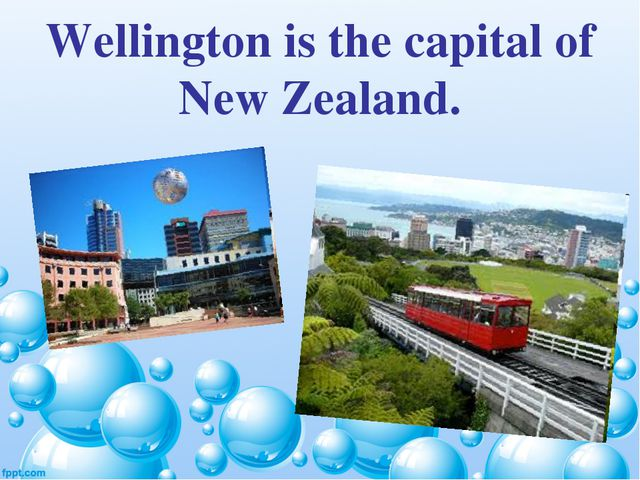 Wellington is the capital of
New Zealand.
fppt.com